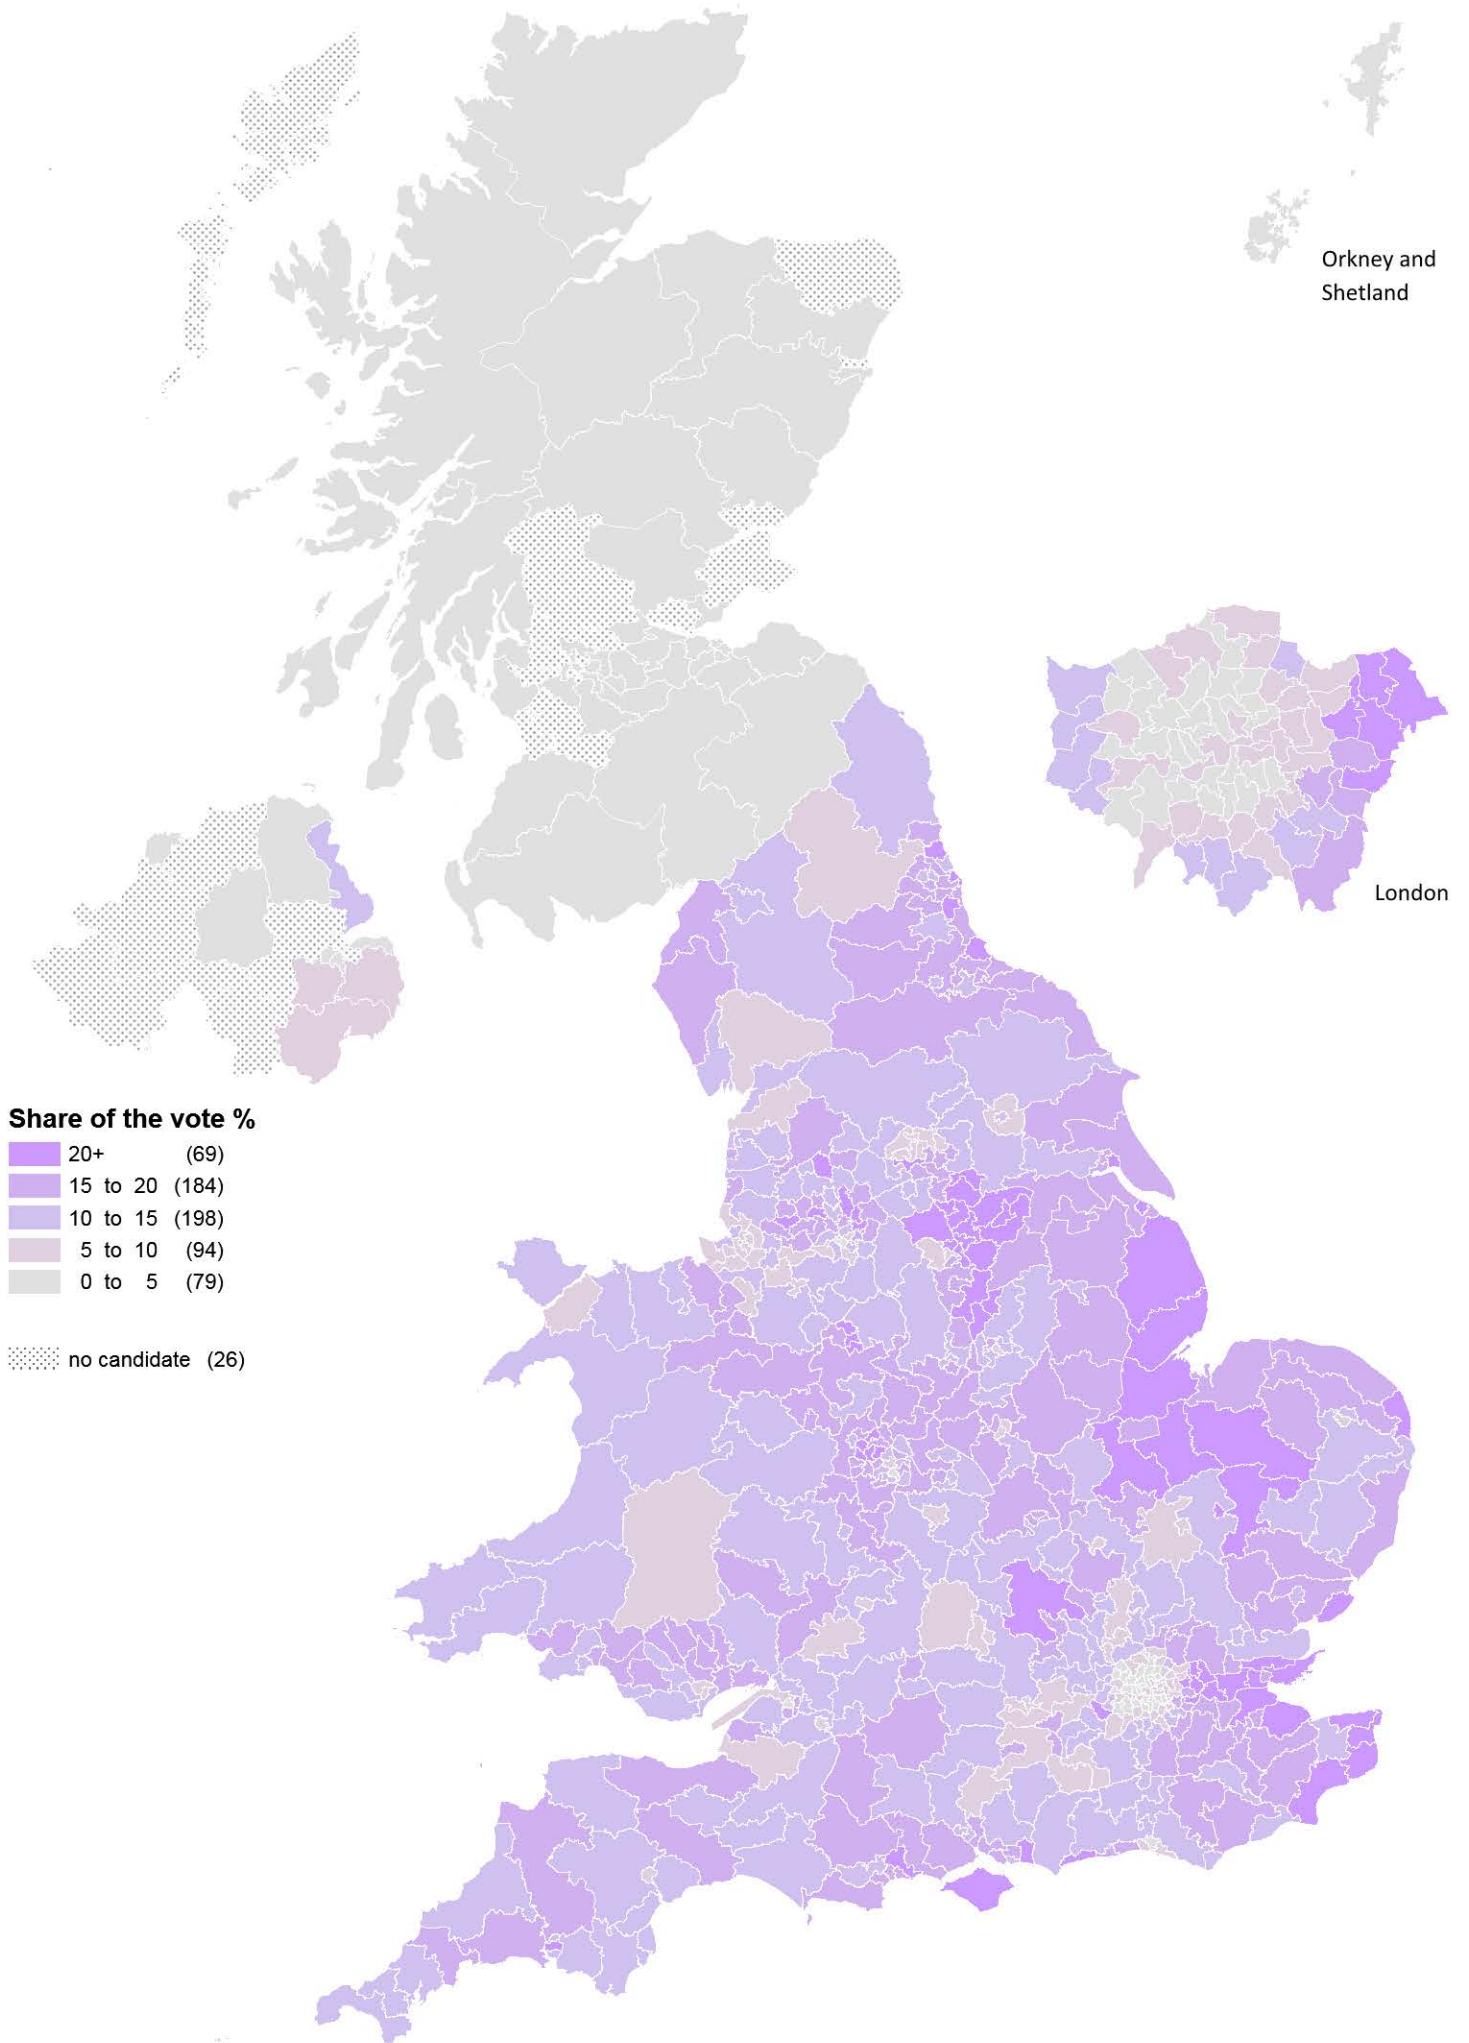 Orkney and
Shetland
London
Share of the vote %
20+ (69)
15 to 20 (184)
10 to 15 (198)
5 to 10 (94)
0 to 5 (79)
no candidate (26)